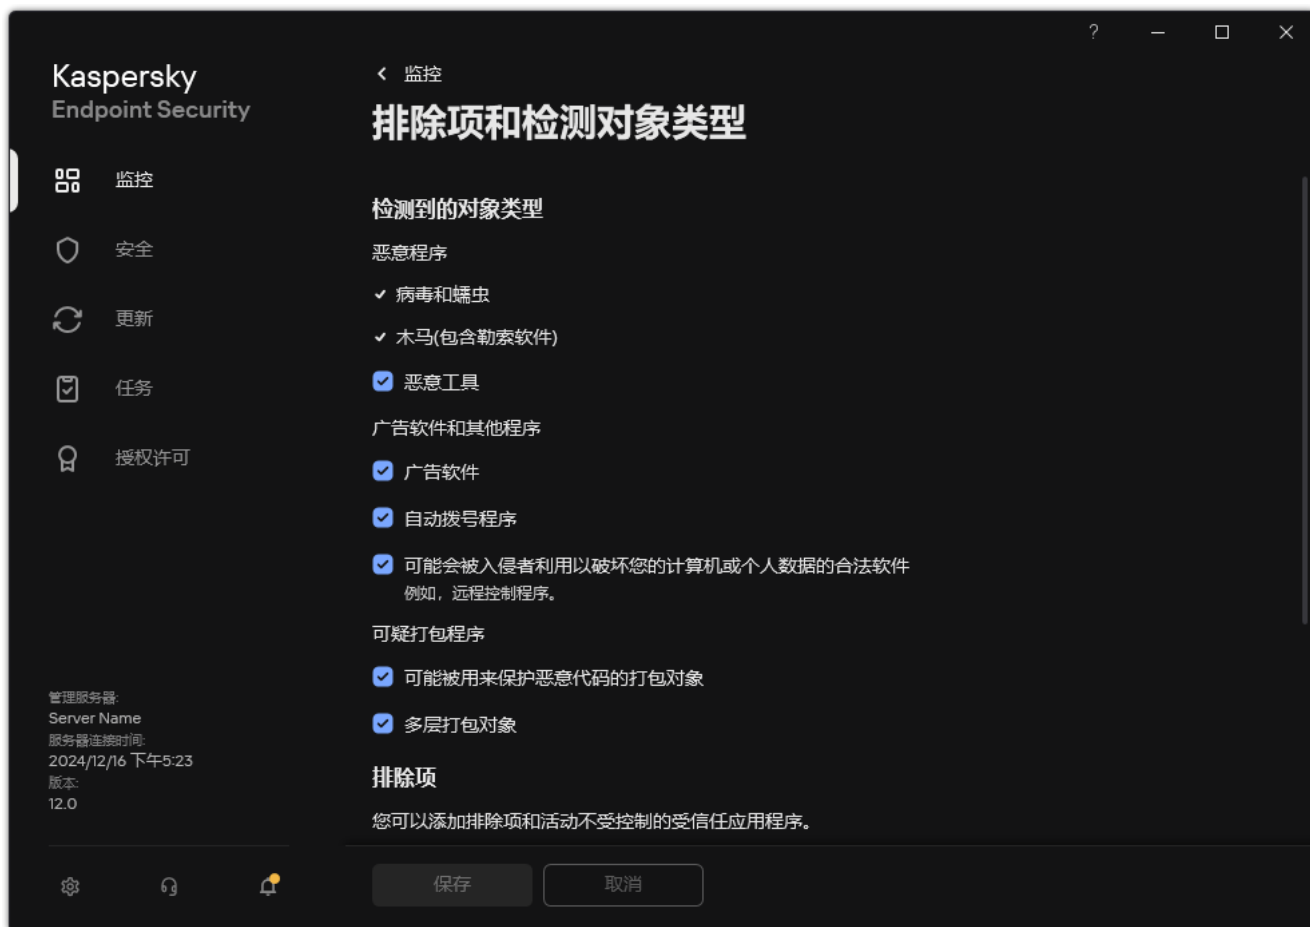 ?
Kaspersky
Endpoint Security
监控
安全
更新
任务
授权许可
管理服务器:
Server Name
服务器连接时间:
2024/12/16 下午5:23
版本:
12.0
监控
排除项和检测对象类型
检测到的对象类型
恶意程序
病毒和蠕虫
木马(包含勒索软件)
恶意工具
广告软件和其他程序
广告软件
自动拨号程序
可能会被入侵者利用以破坏您的计算机或个人数据的合法软件
例如，远程控制程序。
可疑打包程序
可能被用来保护恶意代码的打包对象
多层打包对象
排除项
您可以添加排除项和活动不受控制的受信任应用程序。
保存
取消